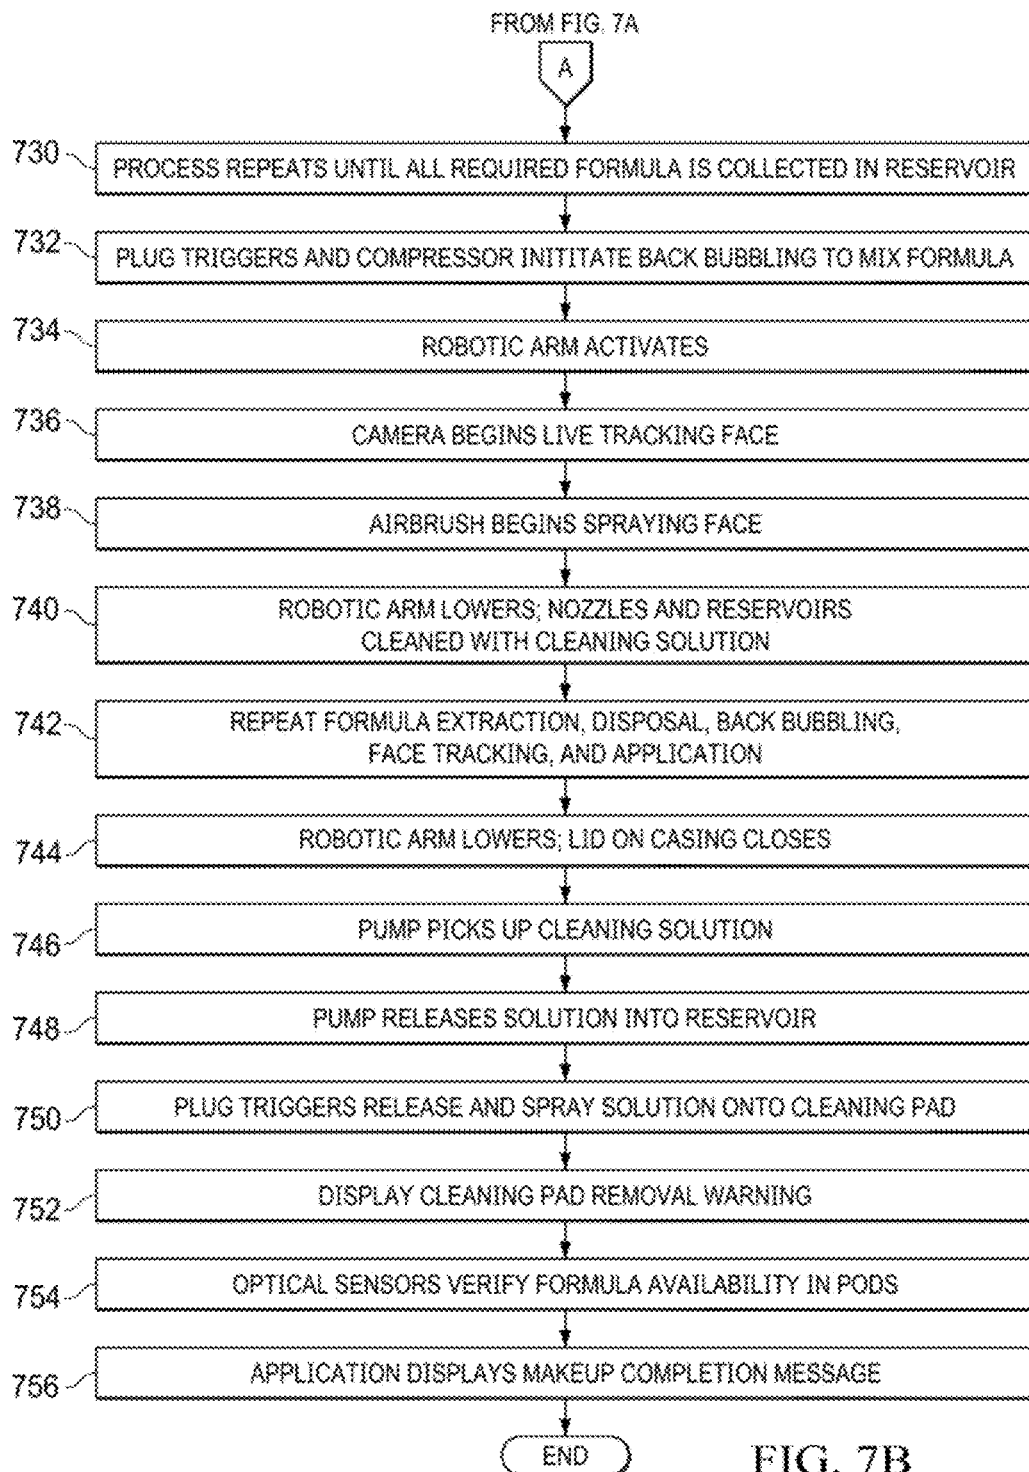 FROM FIG. 7A
A
730
PROCESS REPEATS UNTIL ALL REQUIRED FORMULA IS COLLECTED IN RESERVOIR
732
PLUG TRIGGERS AND COMPRESSOR INITITATE BACK BUBBLING TO MIX FORMULA
734
ROBOTIC ARM ACTIVATES
736
CAMERA BEGINS LIVE TRACKING FACE
738
AIRBRUSH BEGINS SPRAYING FACE
740
ROBOTIC ARM LOWERS; NOZZLES AND RESERVOIRS
CLEANED WITH CLEANING SOLUTION
742
REPEAT FORMULA EXTRACTION, DISPOSAL, BACK BUBBLING,
FACE TRACKING, AND APPLICATION
744
ROBOTIC ARM LOWERS; LID ON CASING CLOSES
746
PUMP PICKS UP CLEANING SOLUTION
748
PUMP RELEASES SOLUTION INTO RESERVOIR
750
PLUG TRIGGERS RELEASE AND SPRAY SOLUTION ONTO CLEANING PAD
752
DISPLAY CLEANING PAD REMOVAL WARNING
754
OPTICAL SENSORS VERIFY FORMULA AVAILABILITY IN PODS
756
APPLICATION DISPLAYS MAKEUP COMPLETION MESSAGE
END
FIG. 7B